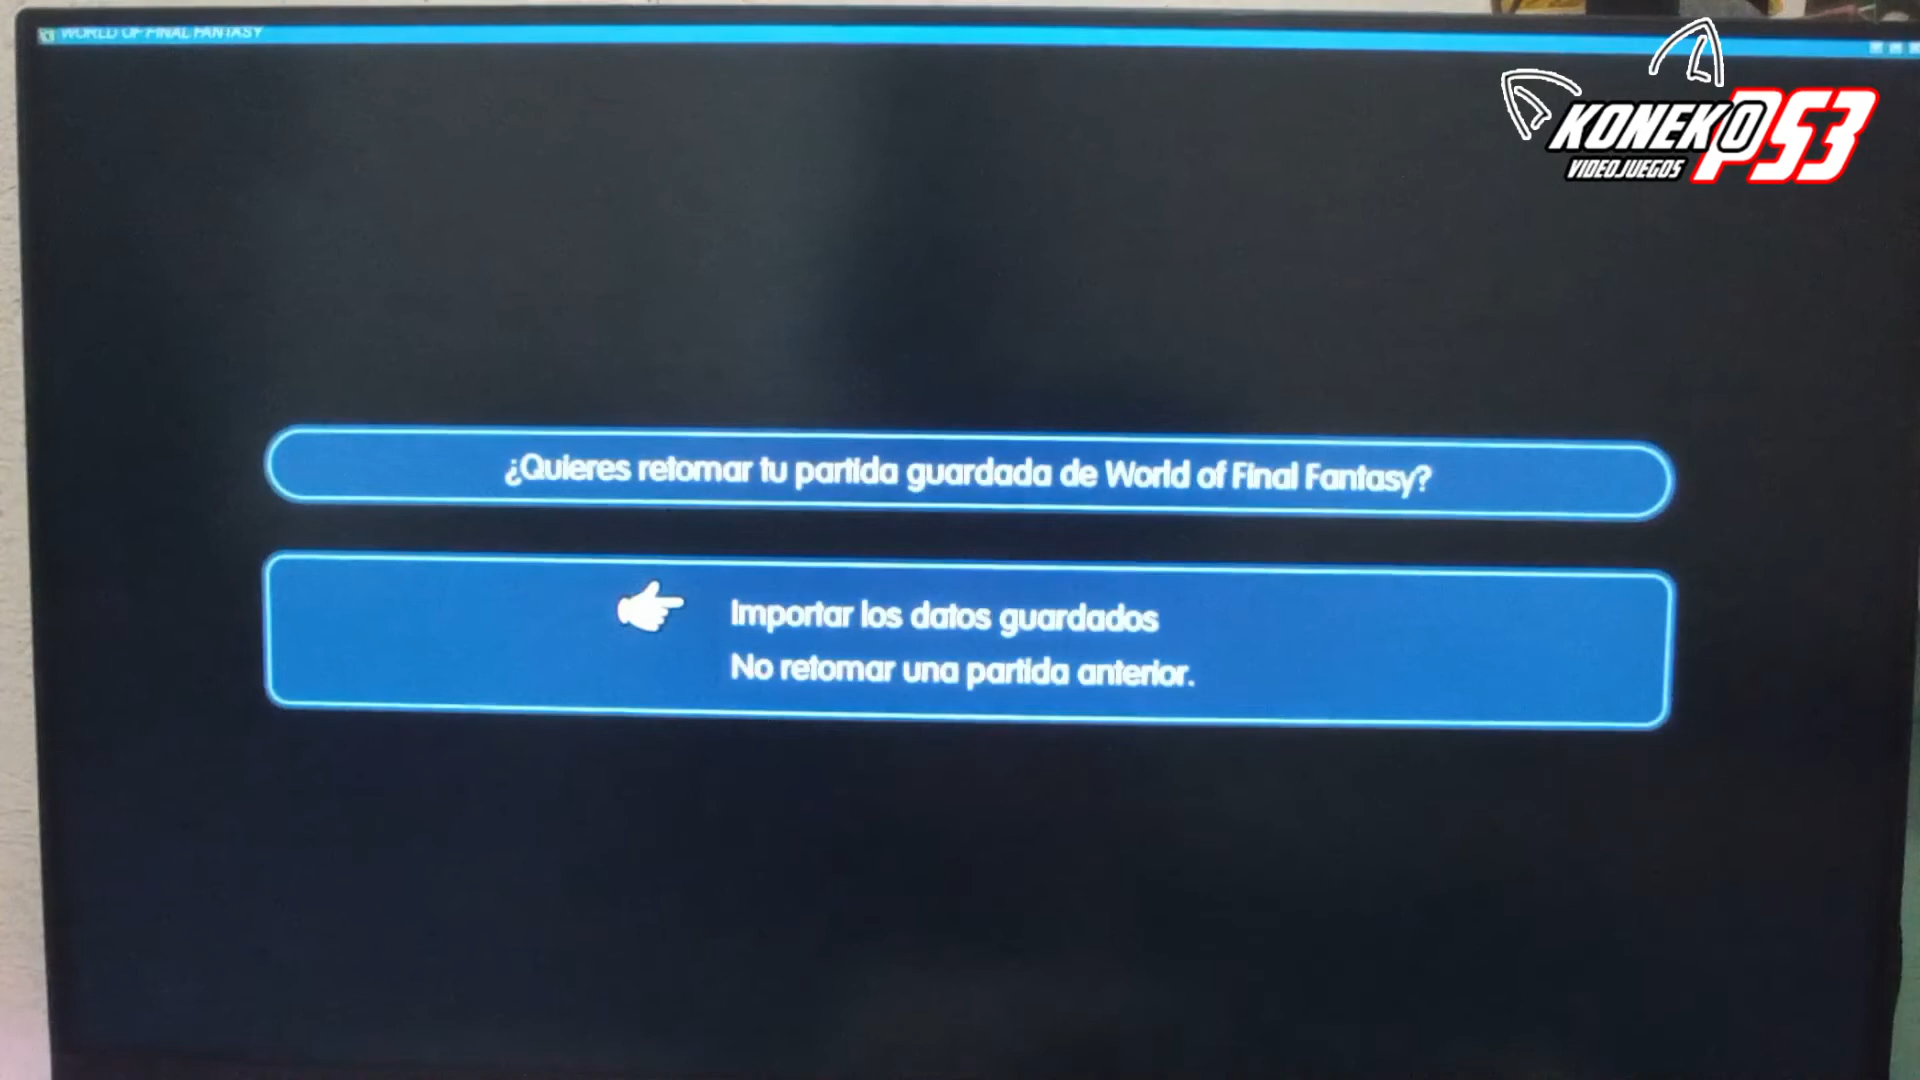 WORLD OF FINAL FANTASY
KONEKO PS3
VIDEOJUEGOS
¿Quieres retomar tu partida guardada de World of Final Fantasy?
Importar los datos guardados
No retomar una partida anterior.